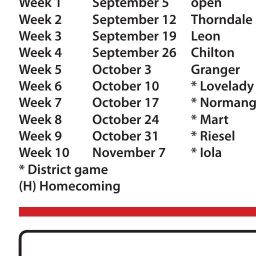 Week 1 September 5 open
Week 2 September 12 Thorndale
Week 3 September 19 Leon
Week 4 September 26 Chilton
Week 5 October 3 Granger
Week 6 October 10 * Lovelady
Week 7 October 17 * Normang
Week 8 October 24 * Mart
Week 9 October 31 * Riesel
Week 10 November 7 * Iola
* District game
(H) Homecoming